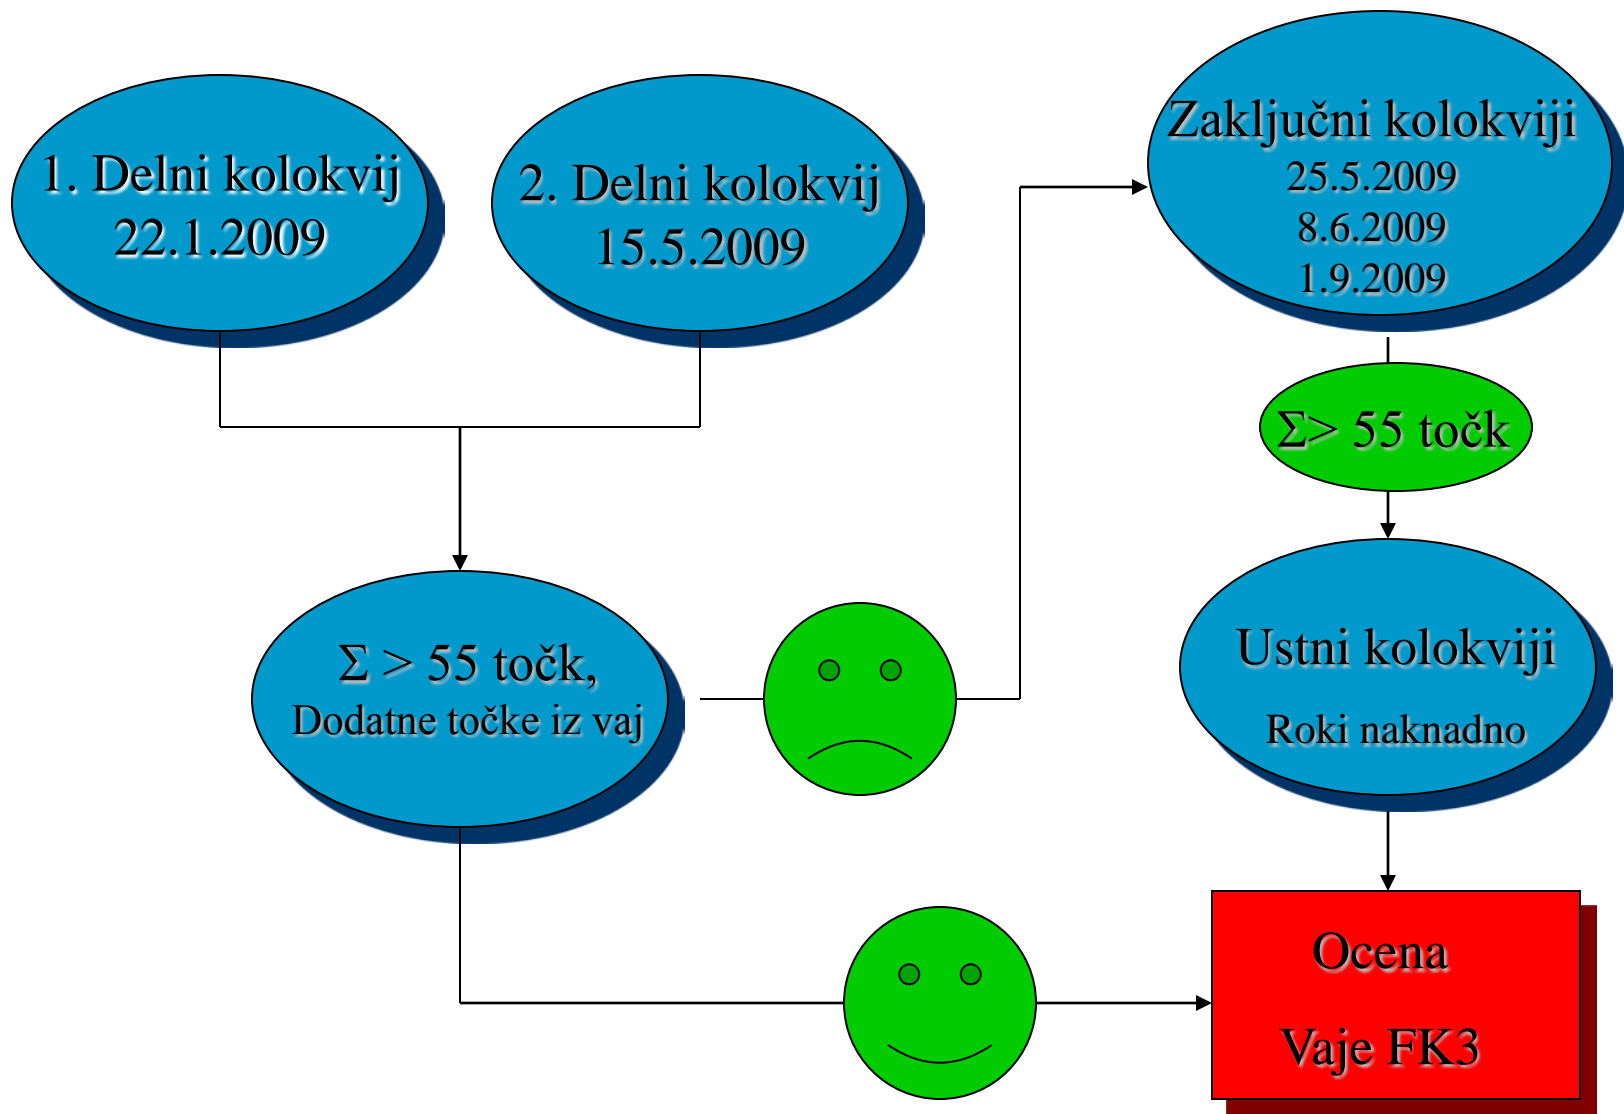 1. Delni kolokvij
22.1.2009
2. Delni kolokvij
15.5.2009
Zaključni kolokviji
25.5.2009
8.6.2009
1.9.2009
Σ> 55 točk
Σ > 55 točk,
Dodatne točke iz vaj
Ustni kolokviji
Roki naknadno
Ocena
Vaje FK3